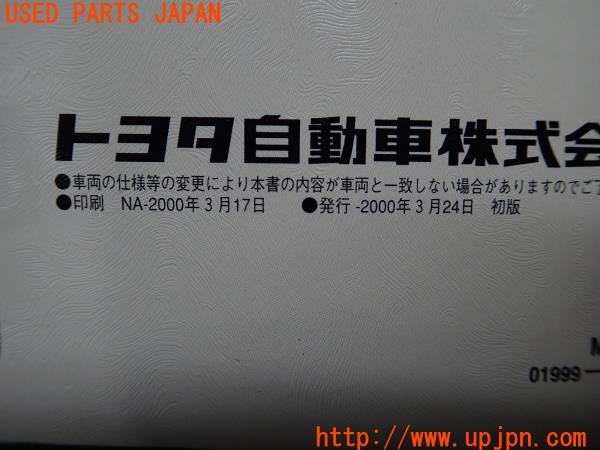 USED PARTS JAPAN
トヨタ自動車株式会
●車両の仕様等の変更により本書の内容が車両と一致しない場合がありますのでご了
●印刷 NA-2000年3月17日 ●発行-2000年3月24日 初版
M
01999—
http://www.upjpn.com/